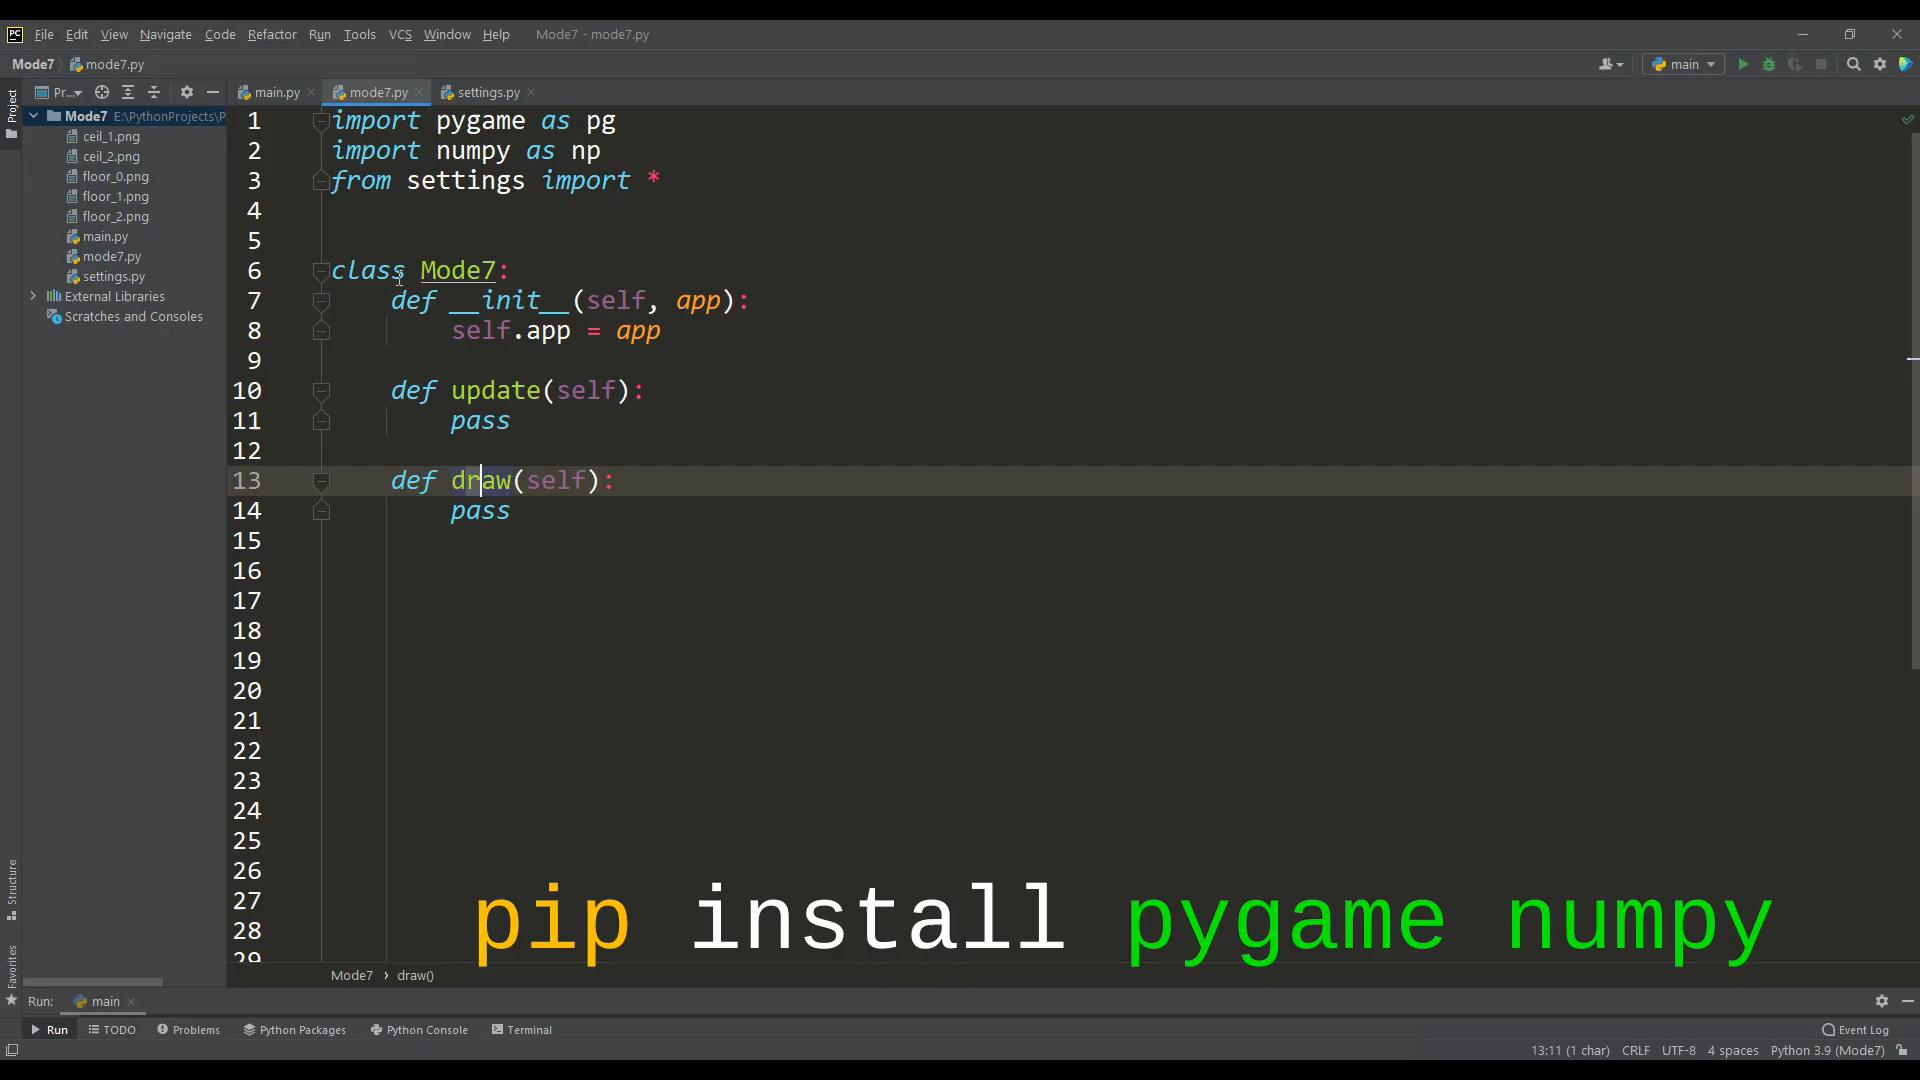 PC File Edit View Navigate Code Refactor Run Tools VCS Window Help Mode7 - mode7.py
Mode7 mode7.py main
Project Pr... main.py mode7.py settings.py
Mode7 E:\PythonProjects\P
ceil_1.png
ceil_2.png
floor_0.png
floor_1.png
floor_2.png
main.py
mode7.py
settings.py
External Libraries
Scratches and Consoles
1 import pygame as pg
2 import numpy as np
3 from settings import *
4
5
6 class Mode7:
7 def __init__(self, app):
8 self.app = app
9
10 def update(self):
11 pass
12
13 def draw(self):
14 pass
15
16
17
18
19
20
21
22
23
24
25
26
27
28
29
pip install pygame numpy
Structure
Favorites
Mode7 › draw()
Run: main
Run TODO Problems Python Packages Python Console Terminal Event Log
13:11 (1 char) CRLF UTF-8 4 spaces Python 3.9 (Mode7)